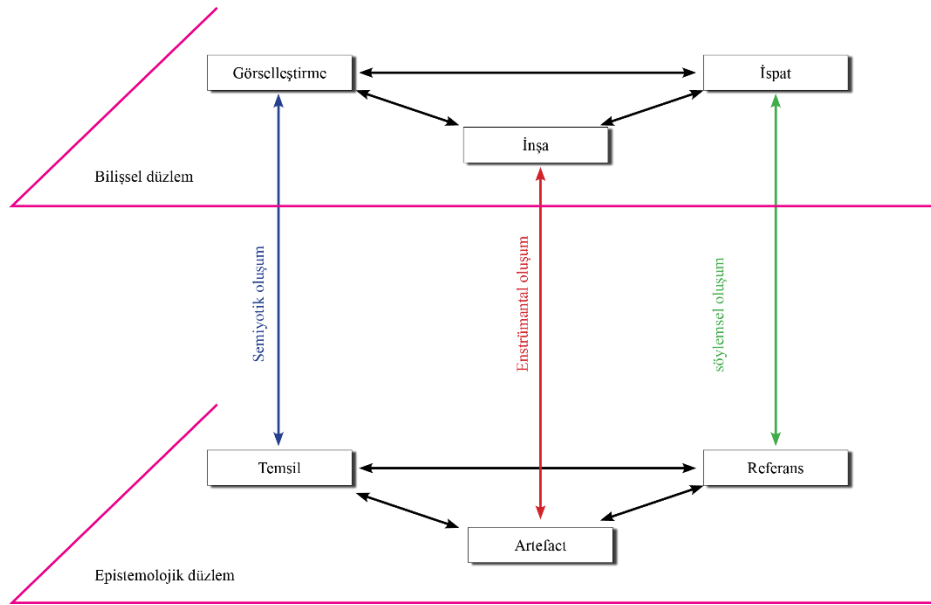 Görselleştirme
İspat
İnşa
Bilişsel düzlem
Semiyotik oluşum
Enstrümantal oluşum
söylemsel oluşum
Temsil
Referans
Artefact
Epistemolojik düzlem